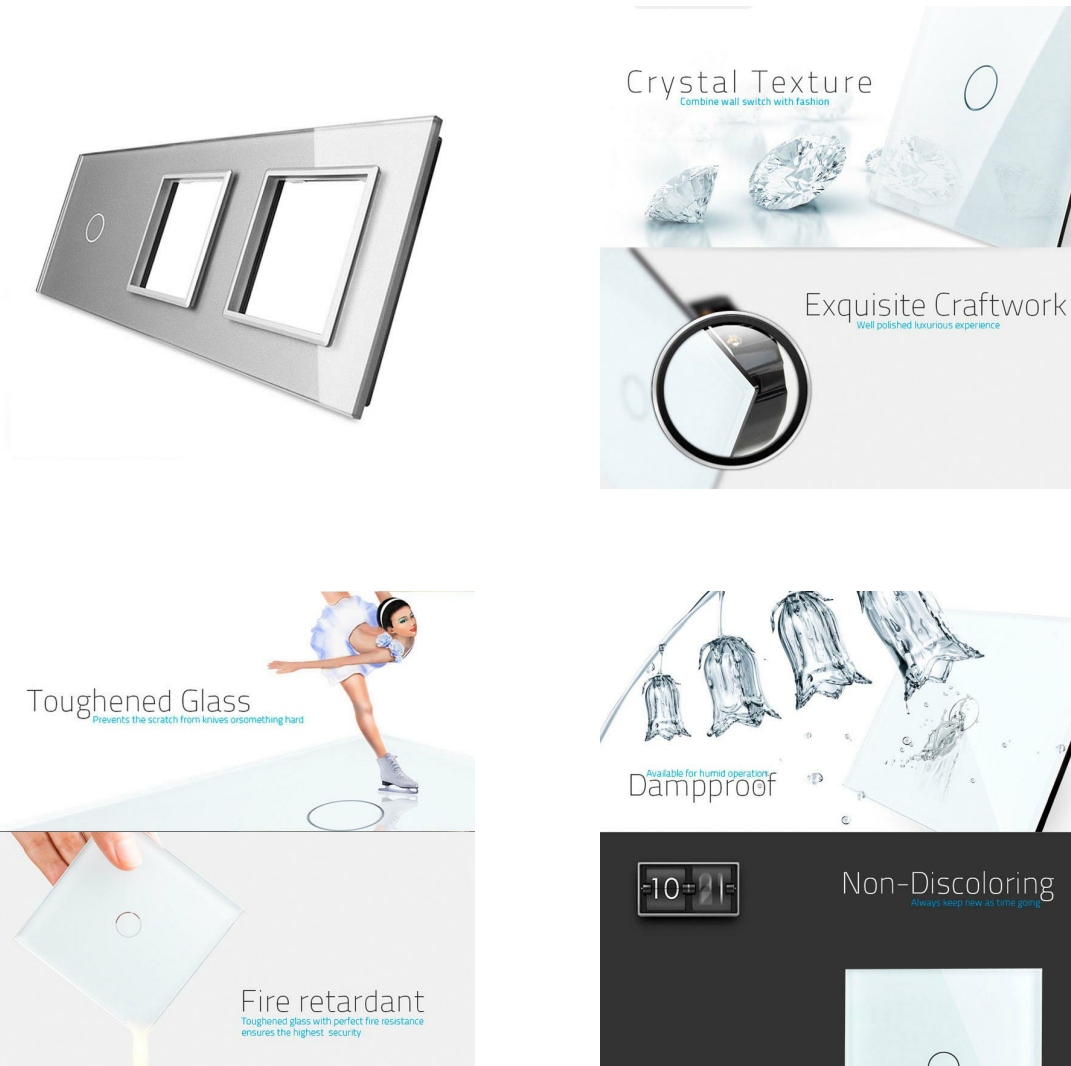 Crystal Texture
Combine wall switch with fashion
Exquisite Craftwork
Well polished luxurious experience
Toughened Glass
Prevents the scratch from knives orsomething hard
Available for humid operation
Dampproof
10 21
Non-Discoloring
Always keep new as time going
Fire retardant
Toughened glass with perfect fire resistance
ensures the highest security